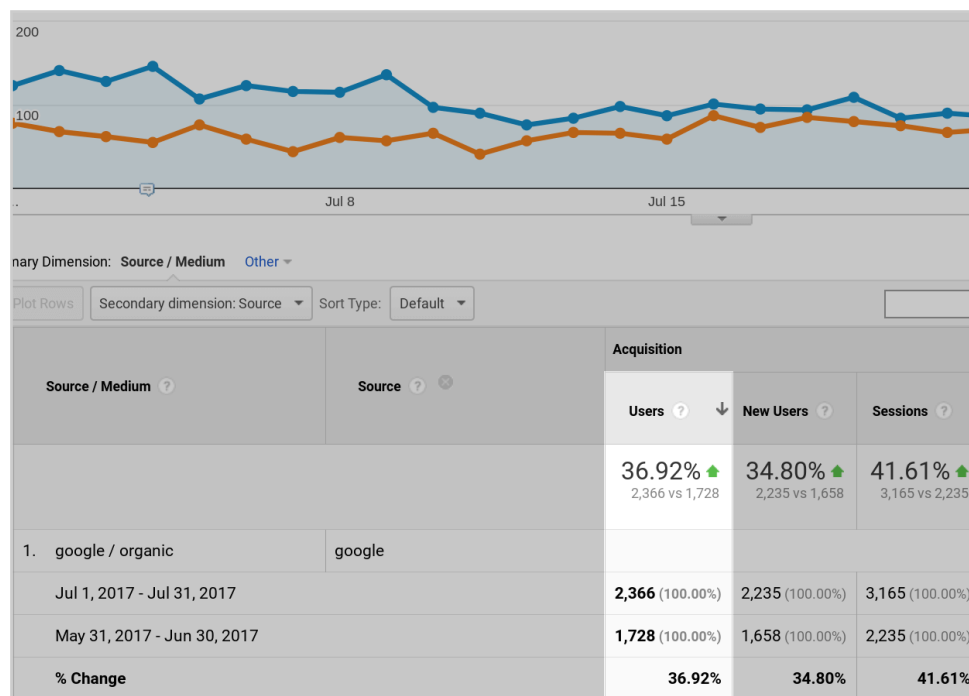 200
100
..
Jul 8
Jul 15
mary Dimension: Source / Medium Other
Plot Rows Secondary dimension: Source Sort Type: Default
Acquisition
Source / Medium ? Source ?
Users ? New Users ? Sessions ?
36.92% 34.80% 41.61%
2,366 vs 1,728 2,235 vs 1,658 3,165 vs 2,235
1. google / organic google
Jul 1, 2017 - Jul 31, 2017 2,366 (100.00%) 2,235 (100.00%) 3,165 (100.00%)
May 31, 2017 - Jun 30, 2017 1,728 (100.00%) 1,658 (100.00%) 2,235 (100.00%)
% Change 36.92% 34.80% 41.61%